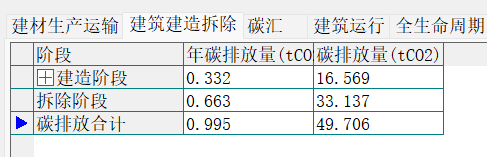 建材生产运输 建筑建造拆除 碳汇 建筑运行 全生命周期
阶段 年碳排放量(tCO 碳排放量(tCO2)
建造阶段 0.332 16.569
拆除阶段 0.663 33.137
碳排放合计 0.995 49.706